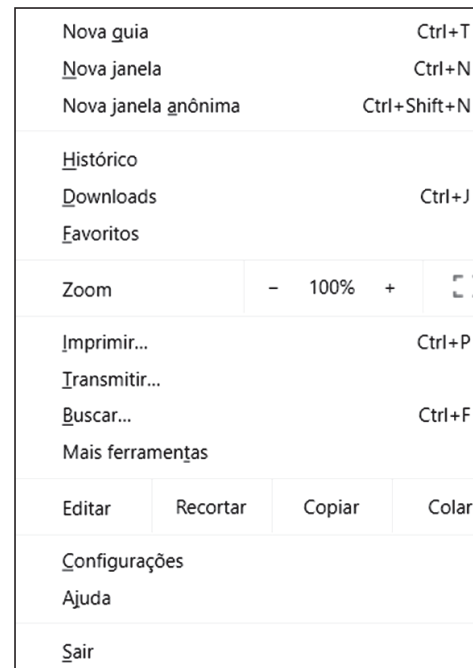 Nova guia Ctrl+T
Nova janela Ctrl+N
Nova janela anônima Ctrl+Shift+N
Histórico
Downloads Ctrl+J
Favoritos
Zoom - 100% +
Imprimir... Ctrl+P
Transmitir...
Buscar... Ctrl+F
Mais ferramentas
Editar Recortar Copiar Colar
Configurações
Ajuda
Sair